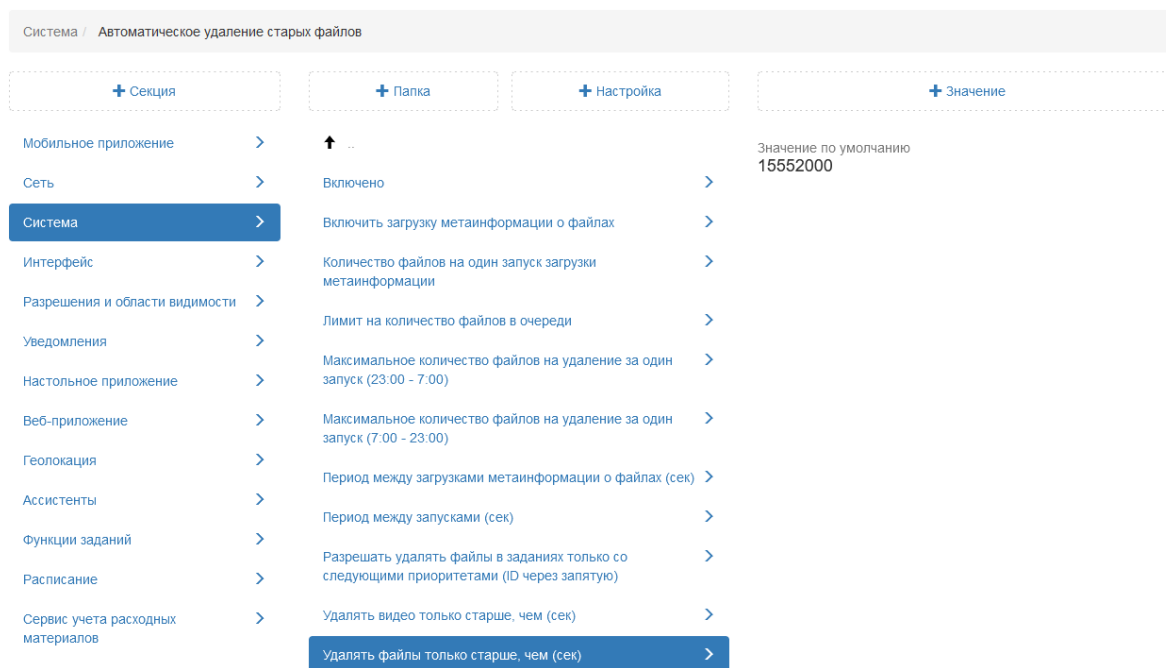 Система / Автоматическое удаление старых файлов
+ Секция
+ Папка
+ Настройка
+ Значение
Мобильное приложение
Сеть
Система
Интерфейс
Разрешения и области видимости
Уведомления
Настольное приложение
Веб-приложение
Геолокация
Ассистенты
Функции заданий
Расписание
Сервис учета расходных
материалов
..
Включено
Включить загрузку метаинформации о файлах
Количество файлов на один запуск загрузки
метаинформации
Лимит на количество файлов в очереди
Максимальное количество файлов на удаление за один
запуск (23:00 - 7:00)
Максимальное количество файлов на удаление за один
запуск (7:00 - 23:00)
Период между загрузками метаинформации о файлах (сек)
Период между запусками (сек)
Разрешать удалять файлы в заданиях только со
следующими приоритетами (ID через запятую)
Удалять видео только старше, чем (сек)
Удалять файлы только старше, чем (сек)
Значение по умолчанию
15552000